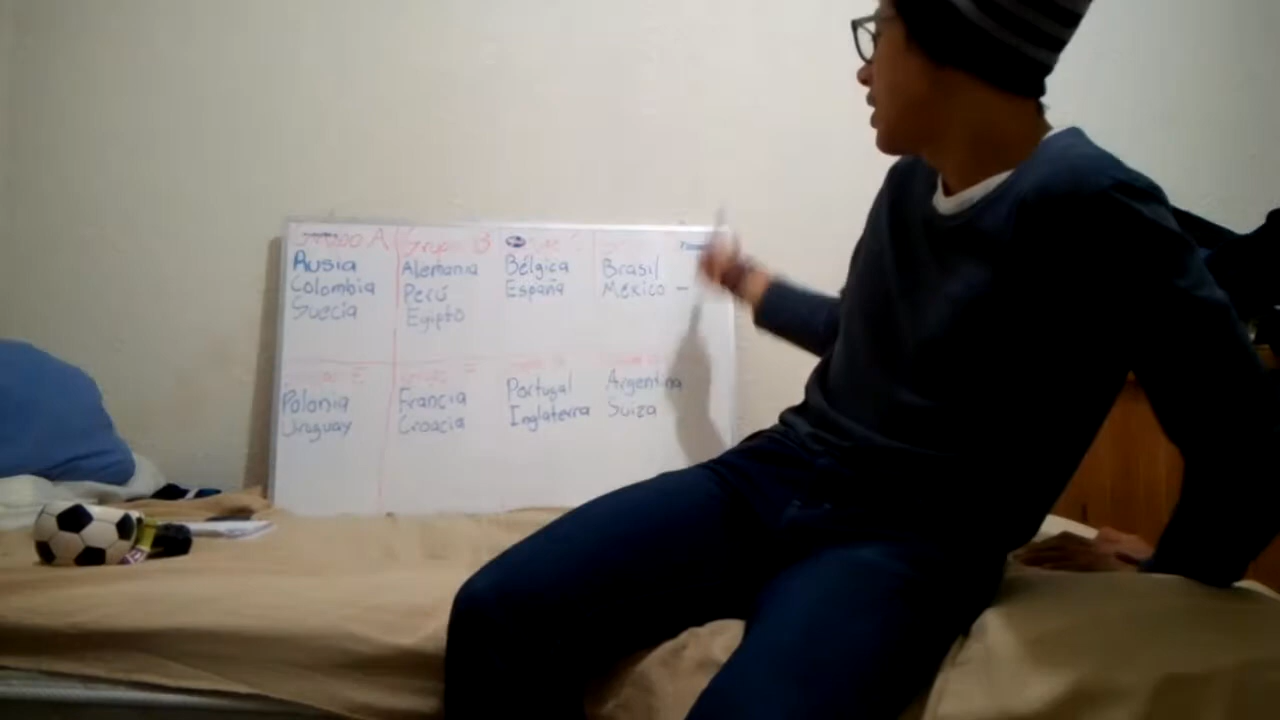 Grupo A
Grupo B
Rusia
Colombia
Suecia
Alemania
Perú
Egipto
Bélgica
España
Brasil
México -
Polonia
Uruguay
Francia
Croacia
Portugal
Inglaterra
Argentina
Suiza